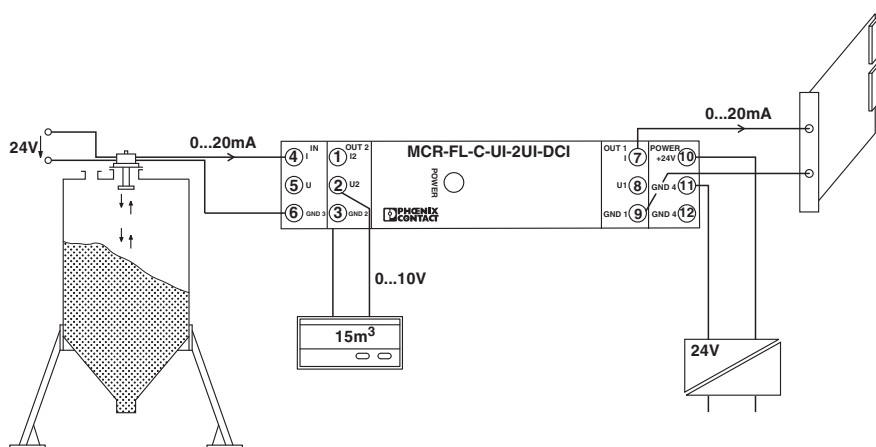 24V
0...20mA
IN
4 I
5 U
6 GND 3
OUT 2
1 I2
2 U2
3 GND 2
MCR-FL-C-UI-2UI-DCI
POWER
PHŒNIX
CONTACT
OUT 1
I 7
U1 8
GND 1 9
POWER
+24V 10
GND 4 11
GND 4 12
0...20mA
0...10V
15m³
24V